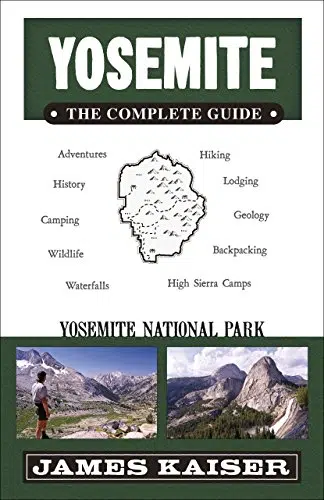 YOSEMITE
• THE COMPLETE GUIDE •
Adventures
Hiking
History
Lodging
Camping
Geology
Wildlife
Backpacking
Waterfalls
High Sierra Camps
YOSEMITE NATIONAL PARK
JAMES KAISER